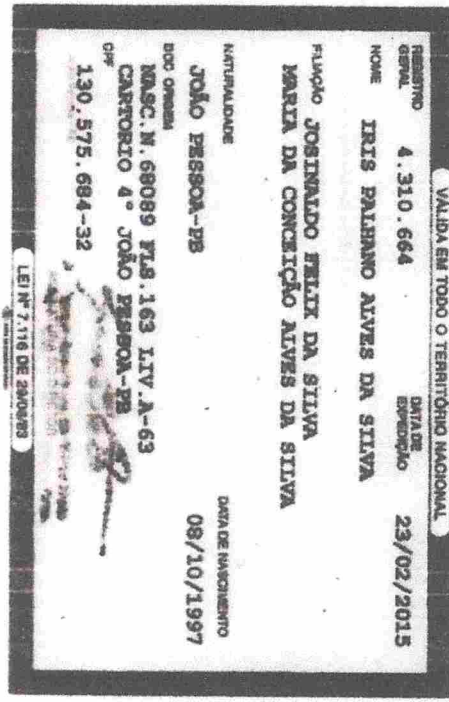 VÁLIDA EM TODO O TERRITÓRIO NACIONAL
REGISTRO GERAL 4.310.664 DATA DE EXPEDIÇÃO 23/02/2015
NOME IRIS PALHANO ALVES DA SILVA
FILIAÇÃO JOSINALDO FELIX DA SILVA
MARIA DA CONCEIÇÃO ALVES DA SILVA
NATURALIDADE DATA DE NASCIMENTO
JOÃO PESSOA-PB 08/10/1997
DOC ORIGEM
NASC.N.68089 FLS.163 LIV.A-63
CARTORIO 4º JOÃO PESSOA-PB
CPF
130.575.684-32
LEI Nº 7.116 DE 29/08/83